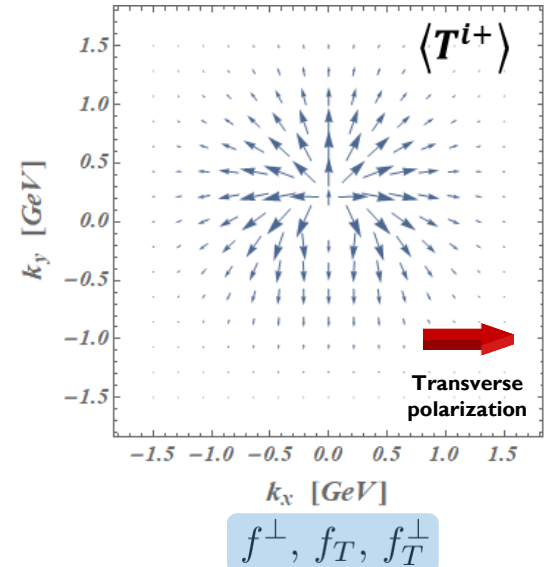 ⟨T^{i+}⟩
1.5
1.0
0.5
0.0
−0.5
−1.0
−1.5
k_y [GeV]
Transverse
polarization
−1.5 −1.0 −0.5 0.0 0.5 1.0 1.5
k_x [GeV]
f^⊥, f_T, f_T^⊥